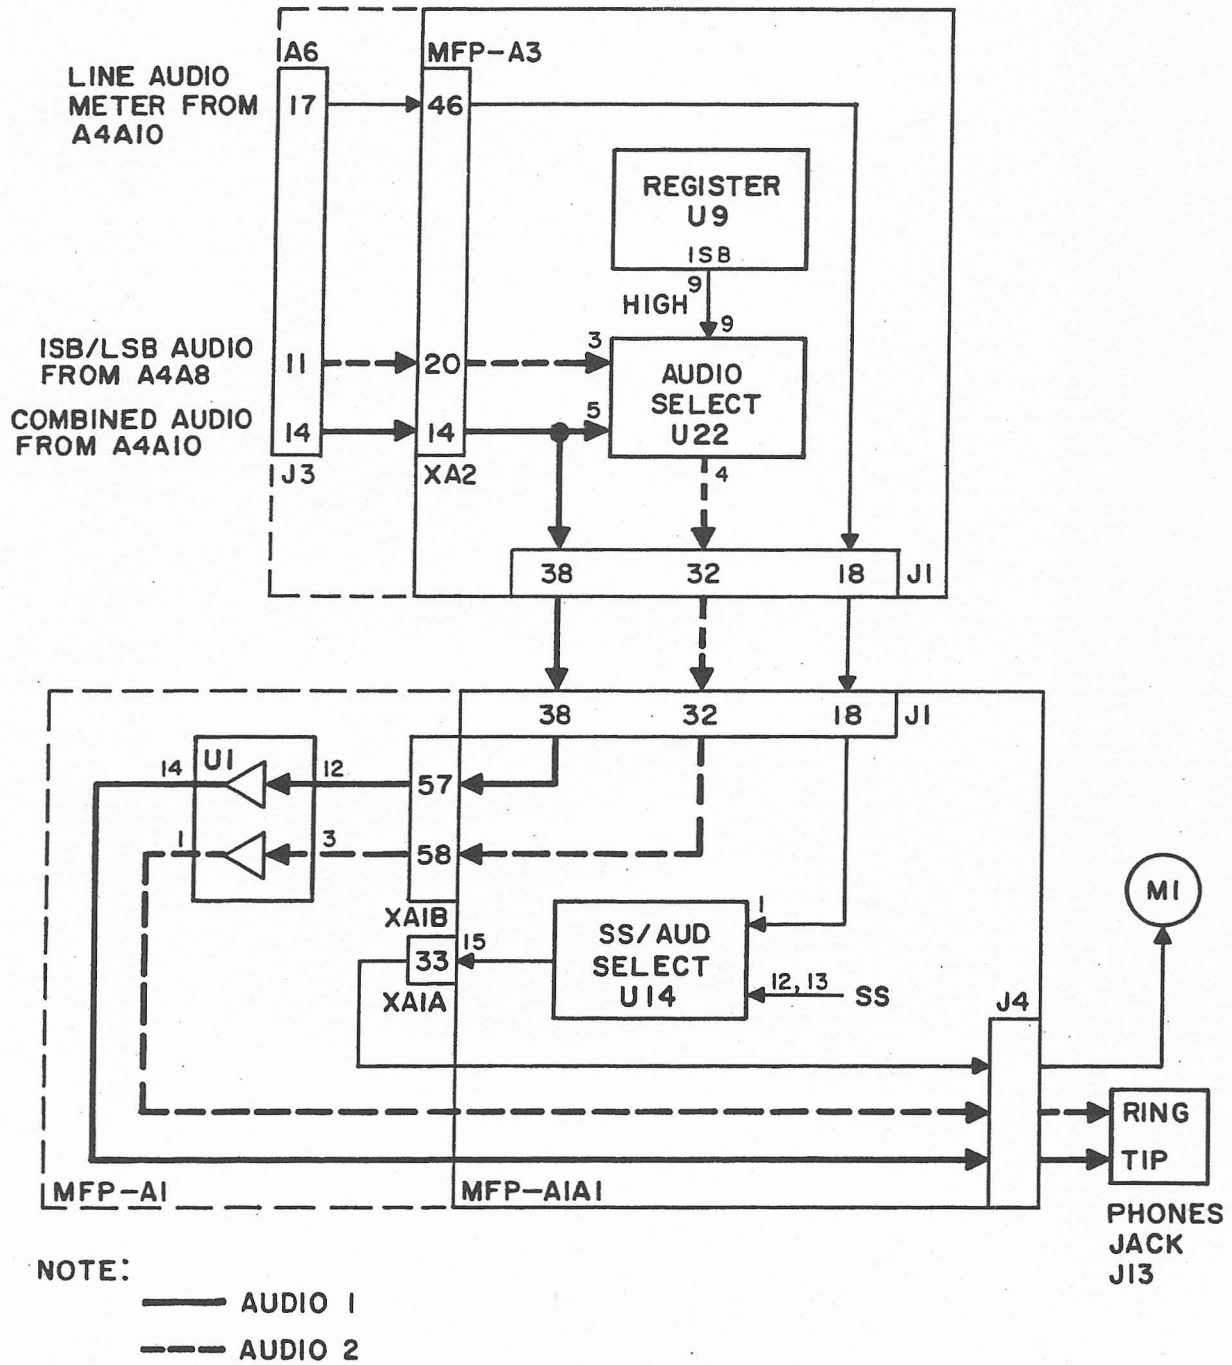 A6
MFP-A3
LINE AUDIO
METER FROM
A4A10
17
46
REGISTER
U9
ISB
9
HIGH
9
ISB/LSB AUDIO
FROM A4A8
11
20
3
AUDIO
SELECT
U22
COMBINED AUDIO
FROM A4A10
14
14
5
4
J3
XA2
38
32
18
J1
38
32
18
J1
U1
14
12
57
1
3
58
XA1B
33
15
XA1A
SS/AUD
SELECT
U14
1
12, 13
SS
M1
J4
RING
TIP
MFP-A1
MFP-A1A1
PHONES
JACK
J13
NOTE:
AUDIO 1
AUDIO 2